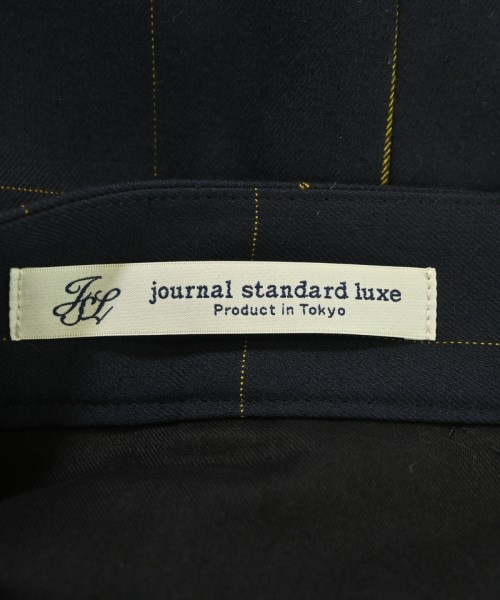 JSL
journal standard luxe
Product in Tokyo